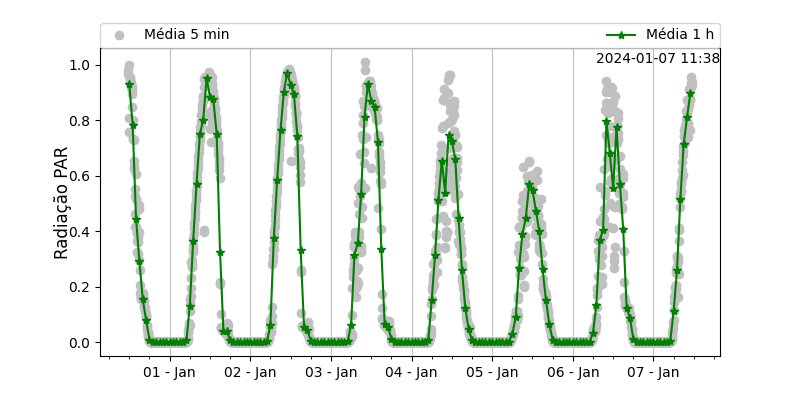 Média 5 min
Média 1 h
2024-01-07 11:38
Radiação PAR
1.0
0.8
0.6
0.4
0.2
0.0
01 - Jan
02 - Jan
03 - Jan
04 - Jan
05 - Jan
06 - Jan
07 - Jan